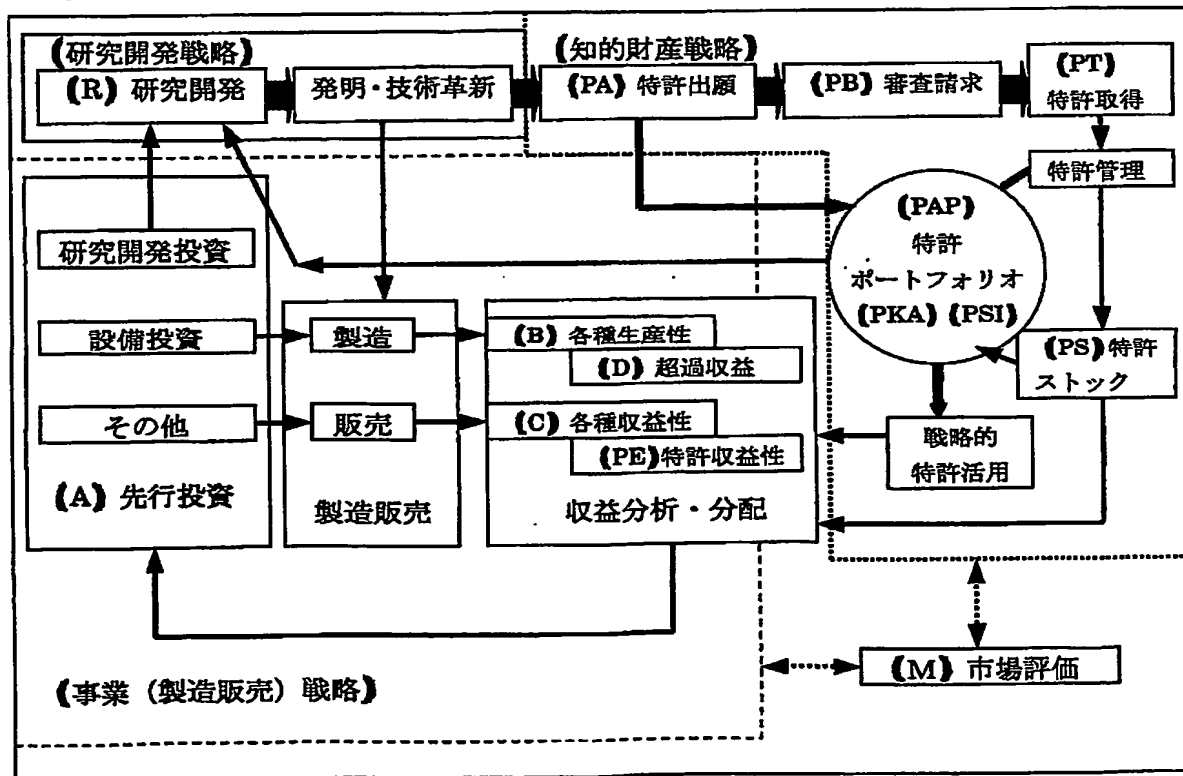 【研究開発戦略】
(R) 研究開発
発明・技術革新
【知的財産戦略】
(PA) 特許出願
(PB) 審査請求
(PT)
特許取得
特許管理
(PAP)
特許
ポートフォリオ
(PKA) (PSI)
(PS) 特許
ストック
戦略的
特許活用
研究開発投資
設備投資
その他
(A) 先行投資
製造
販売
製造販売
(B) 各種生産性
(D) 超過収益
(C) 各種収益性
(PE) 特許収益性
収益分析・分配
(M) 市場評価
【事業（製造販売）戦略】